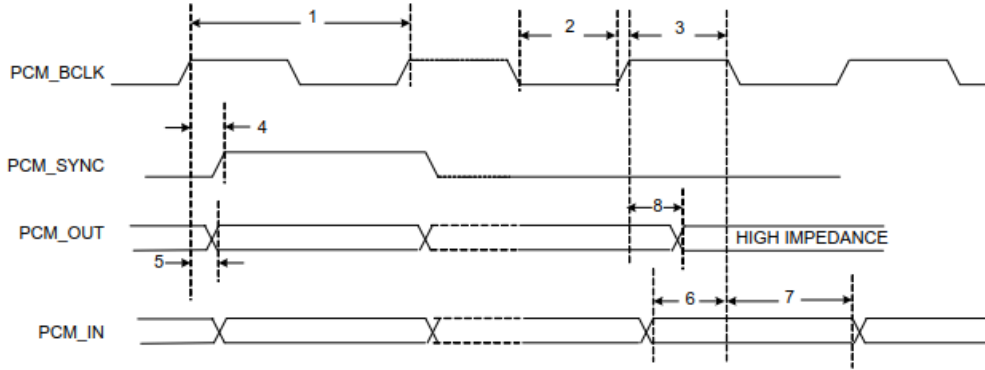 1
2
3
PCM_BCLK
4
PCM_SYNC
8
PCM_OUT
HIGH IMPEDANCE
5
6
7
PCM_IN